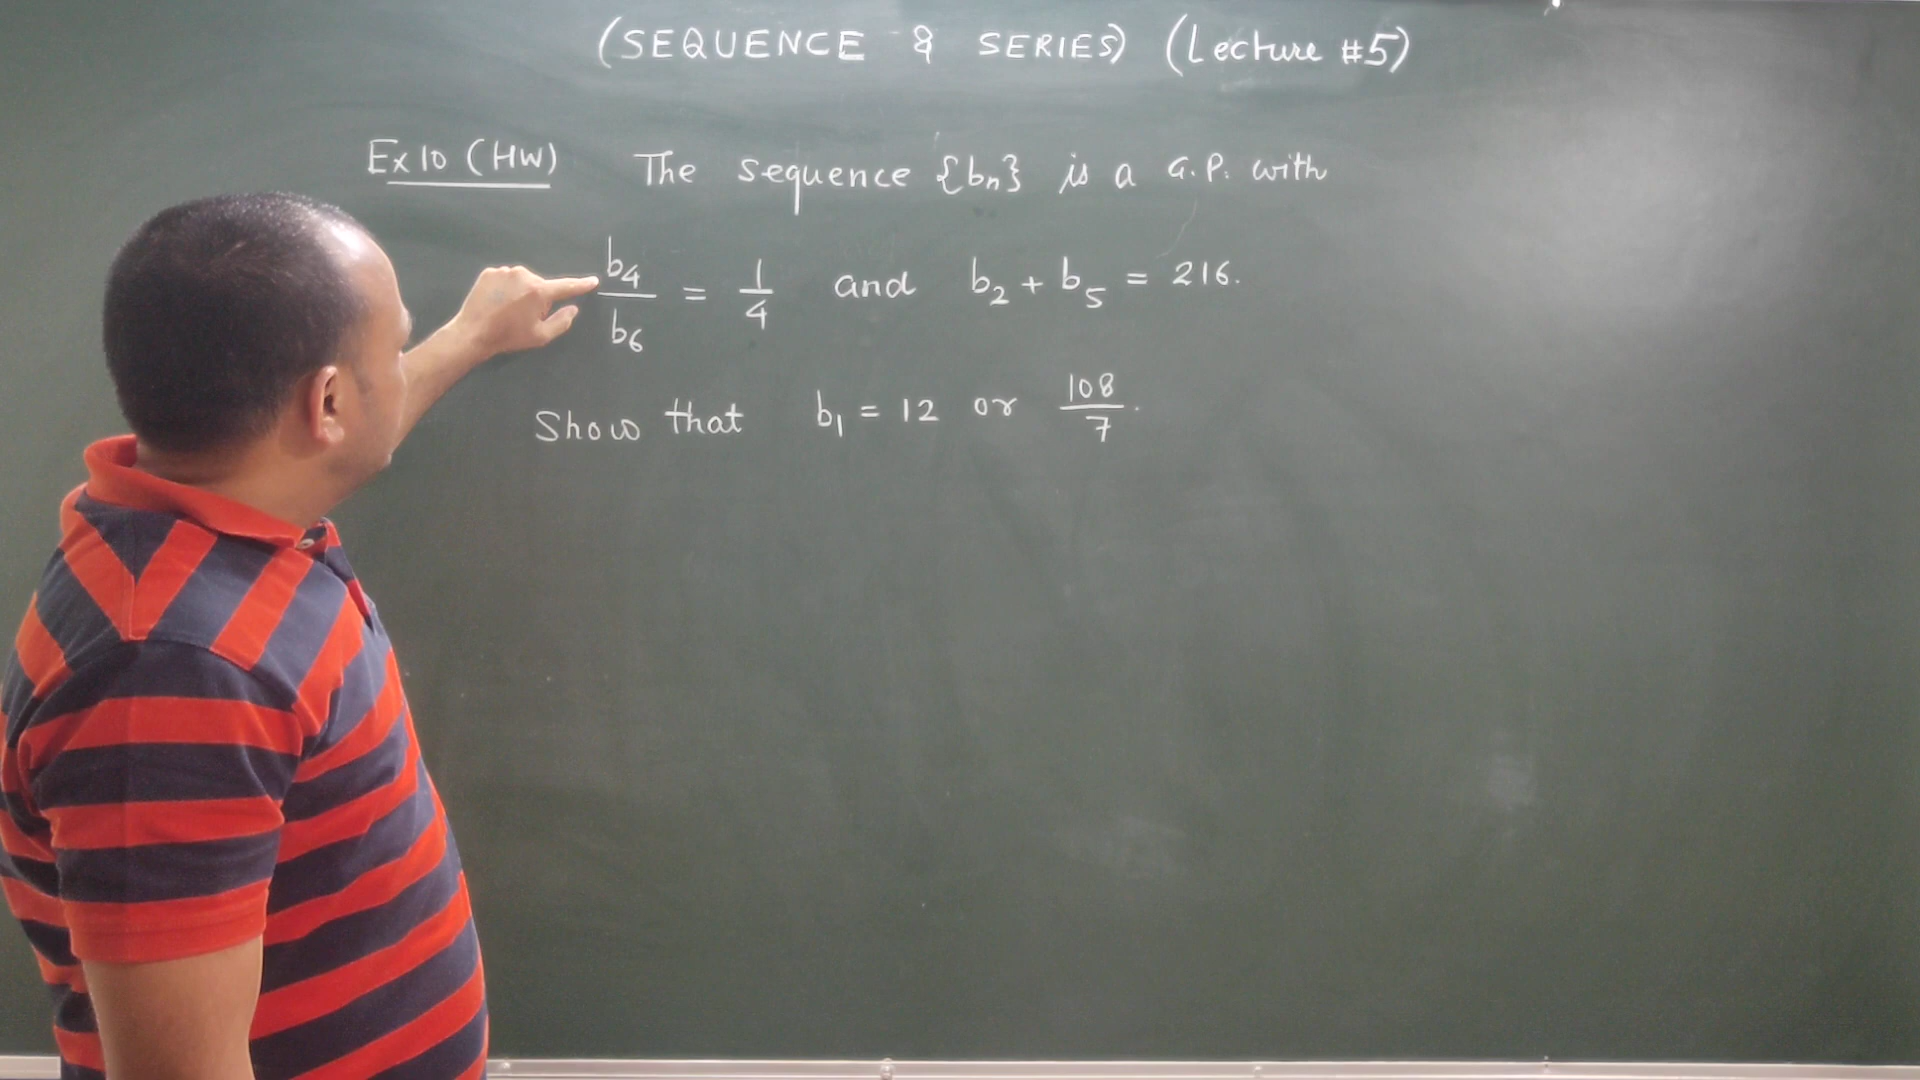 (SEQUENCE & SERIES) (Lecture #5)
Ex 10 (HW) The sequence {bₙ} is a G.P. with
b₄/b₆ = 1/4 and b₂ + b₅ = 216.
Show that b₁ = 12 or 108/7.